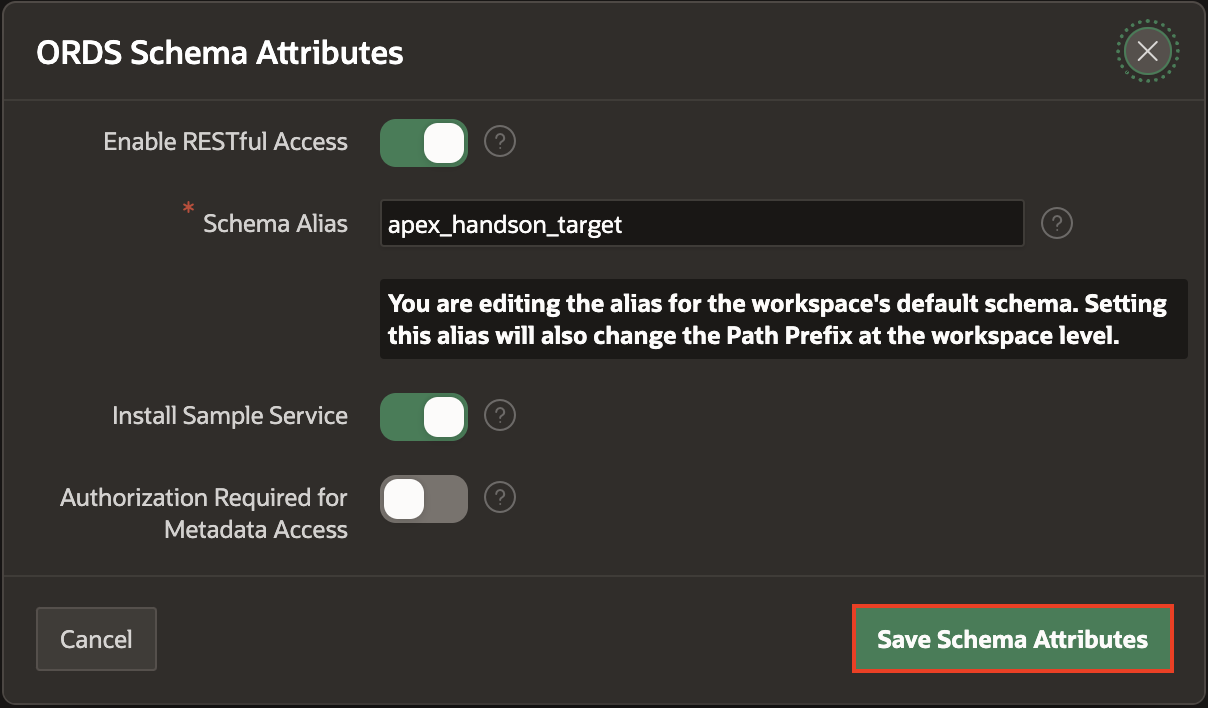 ORDS Schema Attributes
Enable RESTful Access
?
* Schema Alias
apex_handson_target
?
You are editing the alias for the workspace's default schema. Setting
this alias will also change the Path Prefix at the workspace level.
Install Sample Service
?
Authorization Required for
Metadata Access
?
Cancel
Save Schema Attributes